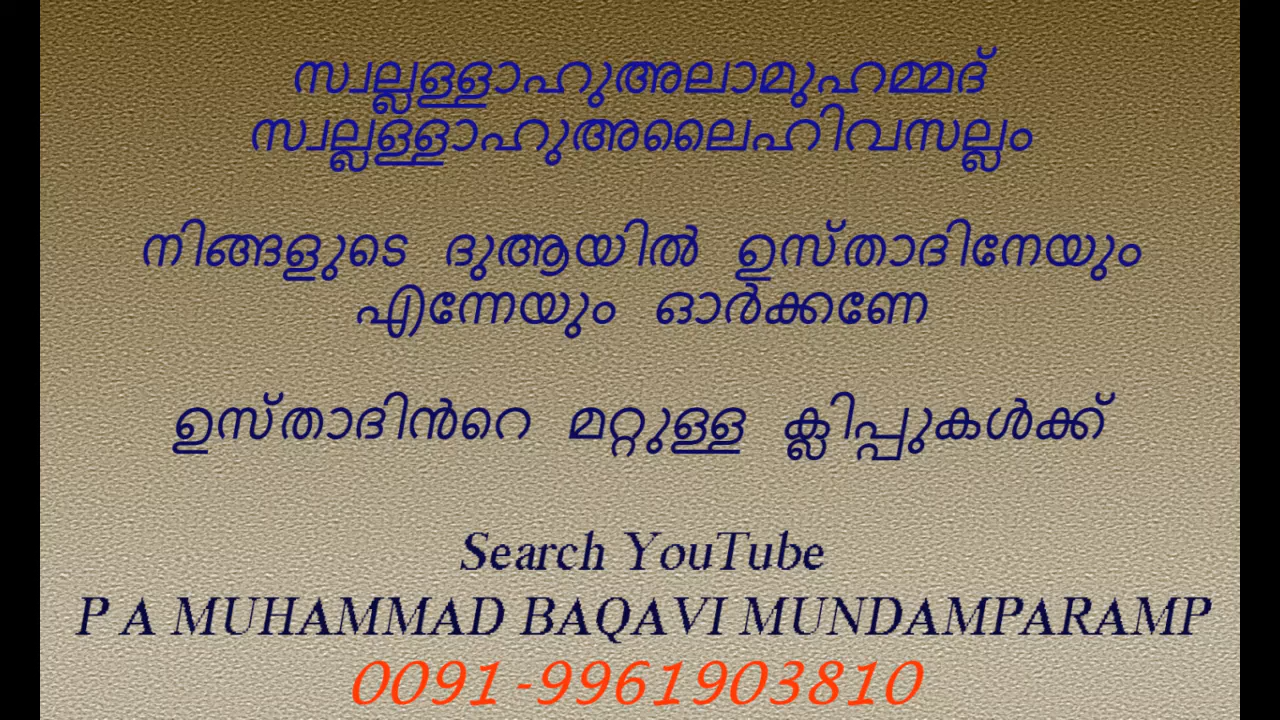 സ്വല്ലള്ളാഹുഅലാമുഹമ്മദ്
സ്വല്ലള്ളാഹുഅലൈഹിവസല്ലം
നിങ്ങളുടെ ദുആയിൽ ഉസ്താദിനേയും
എന്നേയും ഓർക്കണേ
ഉസ്താദിൻറെ മറ്റുള്ള ക്ലിപ്പുകൾക്ക്
Search YouTube
P A MUHAMMAD BAQAVI MUNDAMPARAMP
0091-9961903810